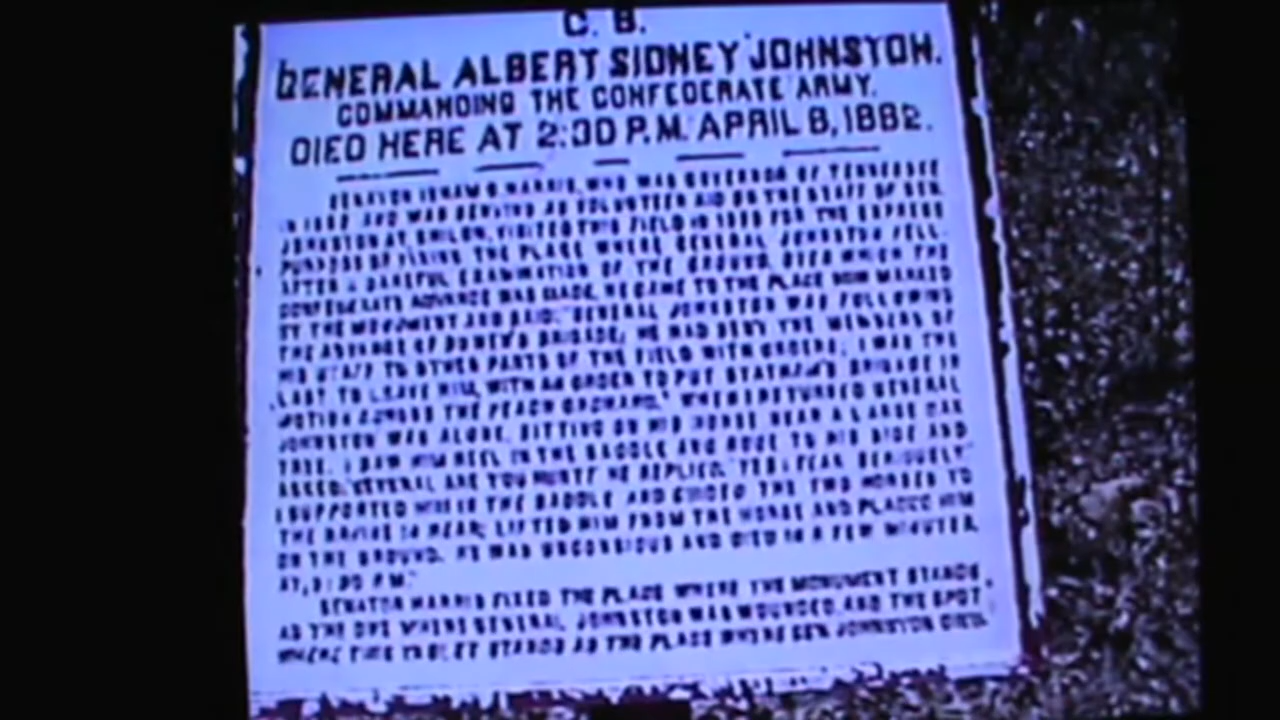 C. B.
GENERAL ALBERT SIDNEY JOHNSTON.
COMMANDING THE CONFEDERATE ARMY.
DIED HERE AT 2:30 P.M. APRIL 6, 1862.
SENATOR ISHAM G. HARRIS, WHO WAS GOVERNOR OF TENNESSEE
IN 1862 AND WAS SERVING AS VOLUNTEER AID ON THE STAFF OF GEN.
JOHNSTON AT SHILOH, VISITED THIS FIELD IN FOR THE EXPRESS
PURPOSE OF FIXING THE PLACE WHERE GENERAL JOHNSTON FELL.
AFTER A CAREFUL EXAMINATION OF THE GROUND OVER WHICH THE
CONFEDERATE ADVANCE WAS MADE, HE CAME TO THE PLACE NOW MARKED
BY THE MONUMENT AND SAID: "GENERAL JOHNSTON WAS FOLLOWING
THE ADVANCE OF BOWEN'S BRIGADE; HE HAD SENT THE MEMBERS OF
HIS STAFF TO OTHER PARTS OF THE FIELD WITH ORDERS; I WAS THE
LAST TO LEAVE HIM, WITH AN ORDER TO PUT STATHAM'S BRIGADE IN
MOTION ACROSS THE PEACH ORCHARD." WHEN I RETURNED GENERAL
JOHNSTON WAS ALONE, SITTING ON HIS HORSE NEAR A LARGE OAK
TREE. I SAW HIM REEL IN THE SADDLE AND RODE TO HIS SIDE AND
ASKED, "GENERAL ARE YOU HURT?" HE REPLIED, "YES I FEAR SERIOUSLY."
I SUPPORTED HIM IN THE SADDLE AND GUIDED THE TWO HORSES TO
THE RAVINE IN REAR; LIFTED HIM FROM THE HORSE AND PLACED HIM
ON THE GROUND. HE WAS UNCONSIOUS AND DIED IN A FEW MINUTES,
AT 2:30 P.M."
SENATOR HARRIS FIXED THE PLACE WHERE THE MONUMENT STANDS,
AS THE ONE WHERE GENERAL JOHNSTON WAS WOUNDED, AND THE SPOT
WHERE THIS TABLET STANDS AS THE PLACE WHERE GEN. JOHNSTON DIED.